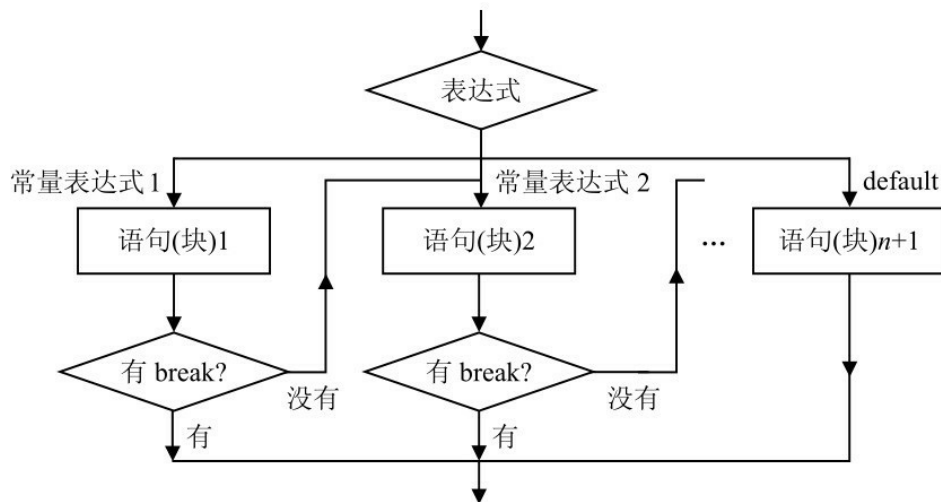 表达式
常量表达式 1
常量表达式 2
default
语句(块)1
语句(块)2
...
语句(块)n+1
有 break?
没有
有 break?
没有
有
有